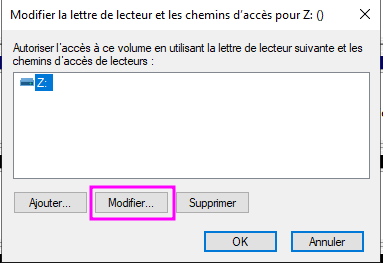 Modifier la lettre de lecteur et les chemins d'accès pour Z: ()
Autoriser l'accès à ce volume en utilisant la lettre de lecteur suivante et les
chemins d'accès de lecteurs :
Z:
Ajouter... Modifier... Supprimer
OK Annuler